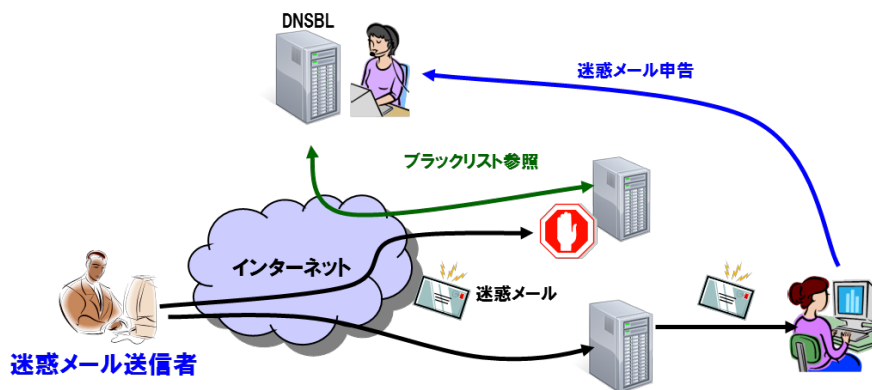 DNSBL
迷惑メール申告
ブラックリスト参照
インターネット
迷惑メール
迷惑メール送信者